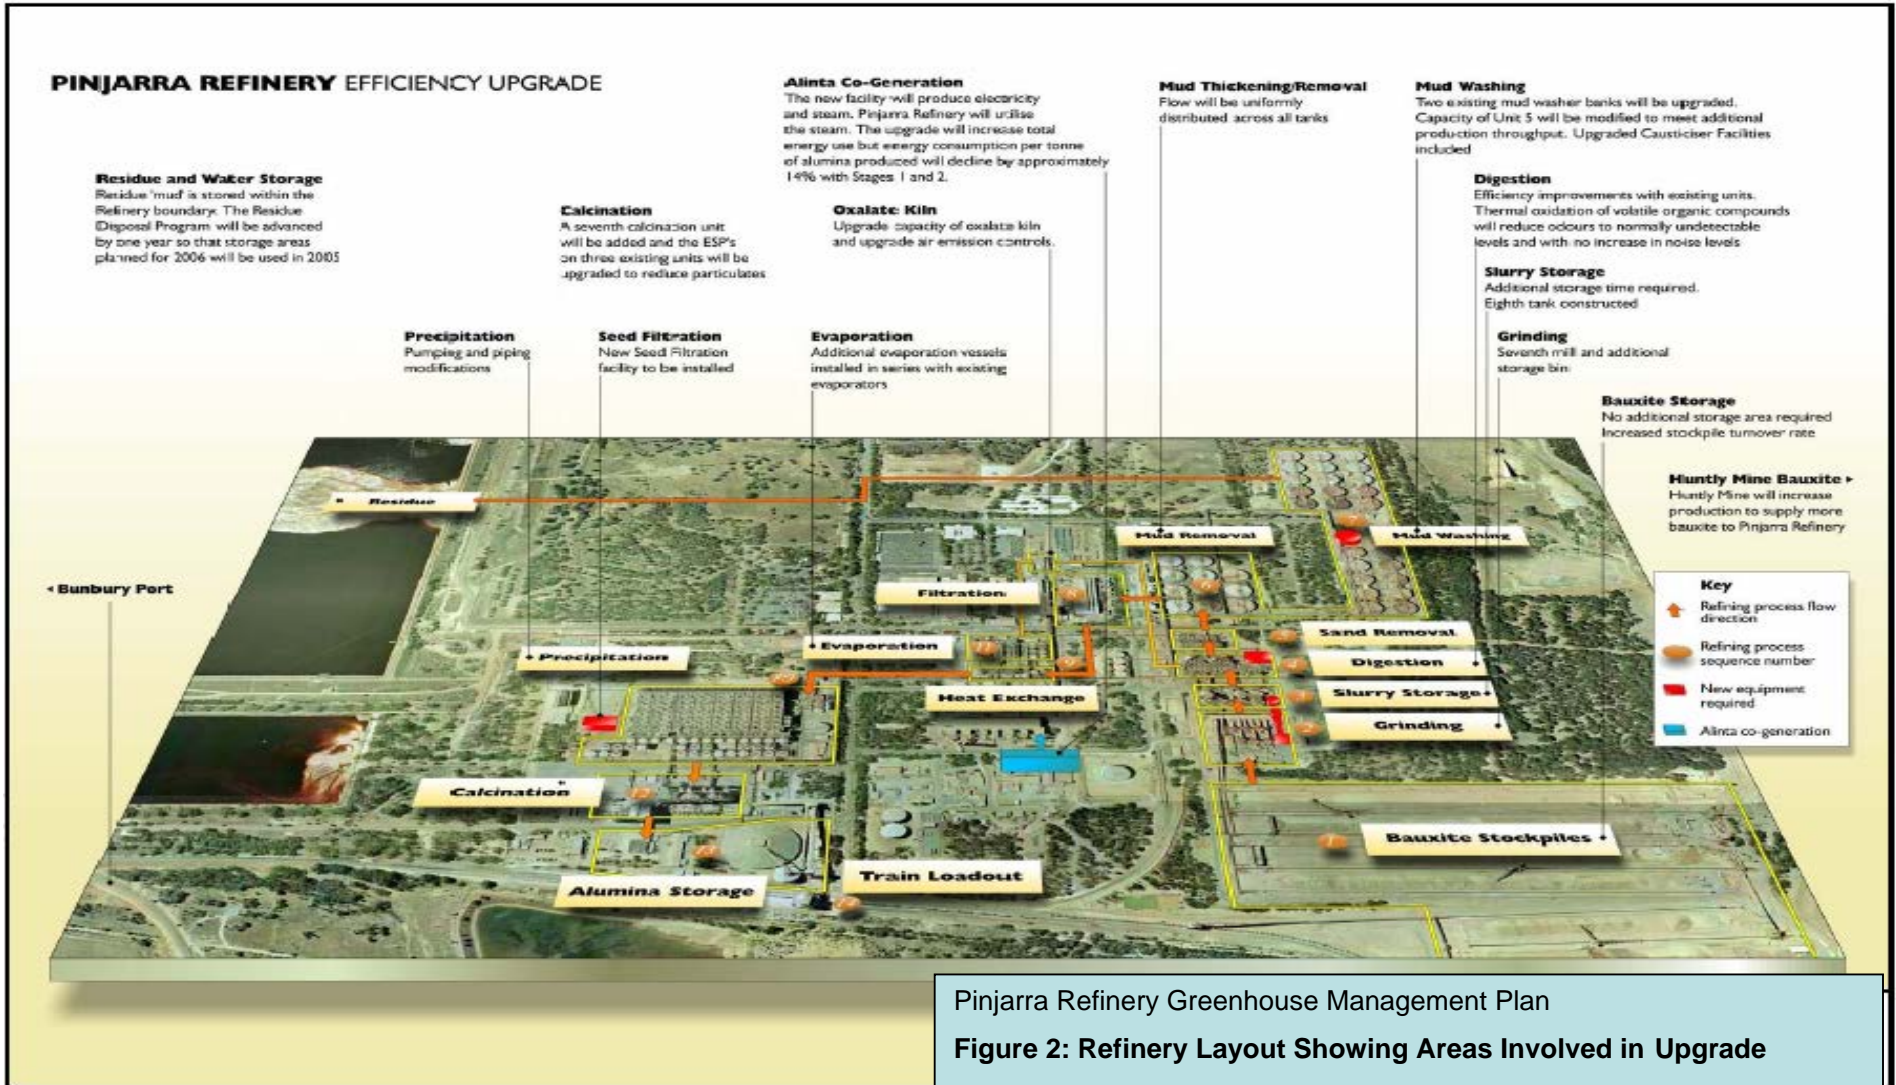 PINJARRA REFINERY EFFICIENCY UPGRADE
Residue and Water Storage
Residue 'mud' is stored within the
Refinery boundary. The Residue
Disposal Program will be advanced
by one year so that storage areas
planned for 2006 will be used in 2005
Alinta Co-Generation
The new facility will produce electricity
and steam. Pinjarra Refinery will utilise
the steam. The upgrade will increase total
energy use but energy consumption per tonne
of alumina produced will decline by approximately
14% with Stages 1 and 2.
Mud Thickening/Removal
Flow will be uniformly
distributed across all tanks
Mud Washing
Two existing mud washer banks will be upgraded.
Capacity of Unit 5 will be modified to meet additional
production throughput. Upgraded Causticiser Facilities
included
Calcination
A seventh calcination unit
will be added and the ESP's
on three existing units will be
upgraded to reduce particulates
Oxalate Kiln
Upgrade capacity of oxalate kiln
and upgrade air emission controls.
Digestion
Efficiency improvements with existing units.
Thermal oxidation of volatile organic compounds
will reduce odours to normally undetectable
levels and with no increase in noise levels
Slurry Storage
Additional storage time required.
Eighth tank constructed
Precipitation
Pumping and piping
modifications
Seed Filtration
New Seed Filtration
facility to be installed
Evaporation
Additional evaporation vessels
installed in series with existing
evaporators
Grinding
Seventh mill and additional
storage bin
Bauxite Storage
No additional storage area required
Increased stockpile turnover rate
Huntly Mine Bauxite
Huntly Mine will increase
production to supply more
bauxite to Pinjarra Refinery
Bunbury Port
Residue
Mud Removal
Mud Washing
7
Filtration
8
6
Sand Removal
5
Precipitation
Evaporation
11
9
Digestion
4
10
Heat Exchange
Slurry Storage
3
Grinding
2
Calcination
12
Bauxite Stockpiles
1
13
Alumina Storage
Train Loadout
14
Key
Refining process flow
direction
Refining process
sequence number
New equipment
required
Alinta co-generation
Pinjarra Refinery Greenhouse Management Plan
Figure 2: Refinery Layout Showing Areas Involved in Upgrade